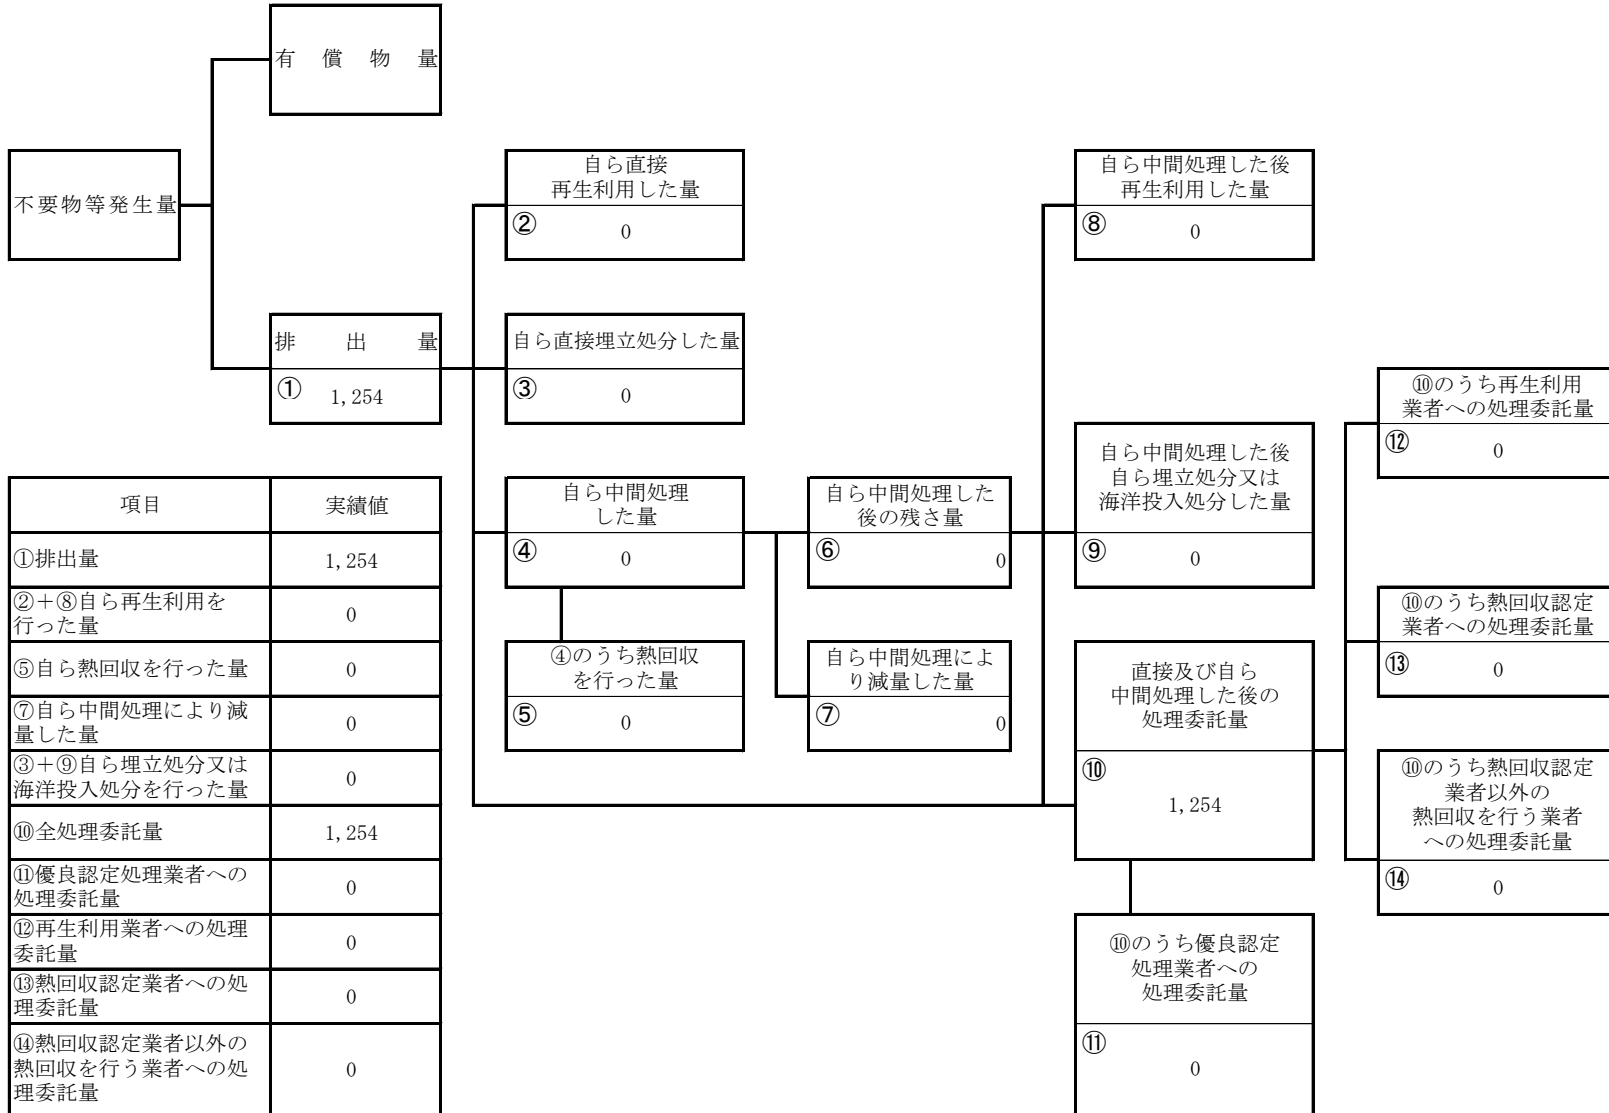 有償物量
不要物等発生量
排出量
① 1,254
自ら直接
再生利用した量
② 0
自ら直接埋立処分した量
③ 0
自ら中間処理
した量
④ 0
④のうち熱回収
を行った量
⑤ 0
自ら中間処理した
後の残さ量
⑥ 0
自ら中間処理によ
り減量した量
⑦ 0
自ら中間処理した後
再生利用した量
⑧ 0
自ら中間処理した後
自ら埋立処分又は
海洋投入処分した量
⑨ 0
直接及び自ら
中間処理した後の
処理委託量
⑩
1,254
⑩のうち優良認定
処理業者への
処理委託量
⑪
0
⑩のうち再生利用
業者への処理委託量
⑫ 0
⑩のうち熱回収認定
業者への処理委託量
⑬ 0
⑩のうち熱回収認定
業者以外の
熱回収を行う業者
への処理委託量
⑭ 0
項目 実績値
①排出量 1,254
②＋⑧自ら再生利用を
行った量 0
⑤自ら熱回収を行った量 0
⑦自ら中間処理により減
量した量 0
③＋⑨自ら埋立処分又は
海洋投入処分を行った量 0
⑩全処理委託量 1,254
⑪優良認定処理業者への
処理委託量 0
⑫再生利用業者への処理
委託量 0
⑬熱回収認定業者への処
理委託量 0
⑭熱回収認定業者以外の
熱回収を行う業者への処
理委託量 0